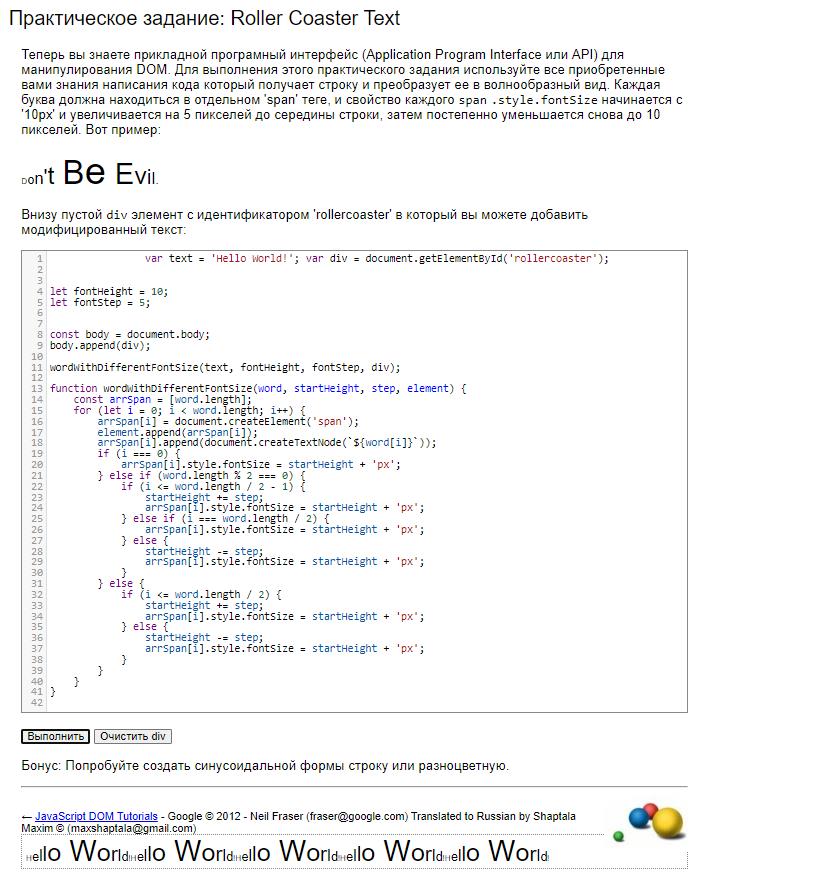 Практическое задание: Roller Coaster Text
Теперь вы знаете прикладной програмный интерфейс (Application Program Interface или API) для
манипулирования DOM. Для выполнения этого практического задания используйте все приобретенные
вами знания написания кода который получает строку и преобразует ее в волнообразный вид. Каждая
буква должна находиться в отдельном 'span' теге, и свойство каждого span .style.fontSize начинается с
'10px' и увеличивается на 5 пикселей до середины строки, затем постепенно уменьшается снова до 10
пикселей. Вот пример:
Don't Be Evil.
Внизу пустой div элемент с идентификатором 'rollercoaster' в который вы можете добавить
модифицированный текст:
1 var text = 'Hello World!'; var div = document.getElementById('rollercoaster');
2
3
4 let fontHeight = 10;
5 let fontStep = 5;
6
7
8 const body = document.body;
9 body.append(div);
10
11 wordWithDifferentFontSize(text, fontHeight, fontStep, div);
12
13 function wordWithDifferentFontSize(word, startHeight, step, element) {
14 const arrSpan = [word.length];
15 for (let i = 0; i < word.length; i++) {
16 arrSpan[i] = document.createElement('span');
17 element.append(arrSpan[i]);
18 arrSpan[i].append(document.createTextNode(`${word[i]}`));
19 if (i === 0) {
20 arrSpan[i].style.fontSize = startHeight + 'px';
21 } else if (word.length % 2 === 0) {
22 if (i <= word.length / 2 - 1) {
23 startHeight += step;
24 arrSpan[i].style.fontSize = startHeight + 'px';
25 } else if (i === word.length / 2) {
26 arrSpan[i].style.fontSize = startHeight + 'px';
27 } else {
28 startHeight -= step;
29 arrSpan[i].style.fontSize = startHeight + 'px';
30 }
31 } else {
32 if (i <= word.length / 2) {
33 startHeight += step;
34 arrSpan[i].style.fontSize = startHeight + 'px';
35 } else {
36 startHeight -= step;
37 arrSpan[i].style.fontSize = startHeight + 'px';
38 }
39 }
40 }
41 }
42
Выполнить Очистить div
Бонус: Попробуйте создать синусоидальной формы строку или разноцветную.
← JavaScript DOM Tutorials - Google © 2012 - Neil Fraser (fraser@google.com) Translated to Russian by Shaptala
Maxim © (maxshaptala@gmail.com)
Hello World!Hello World!Hello World!Hello World!Hello World!